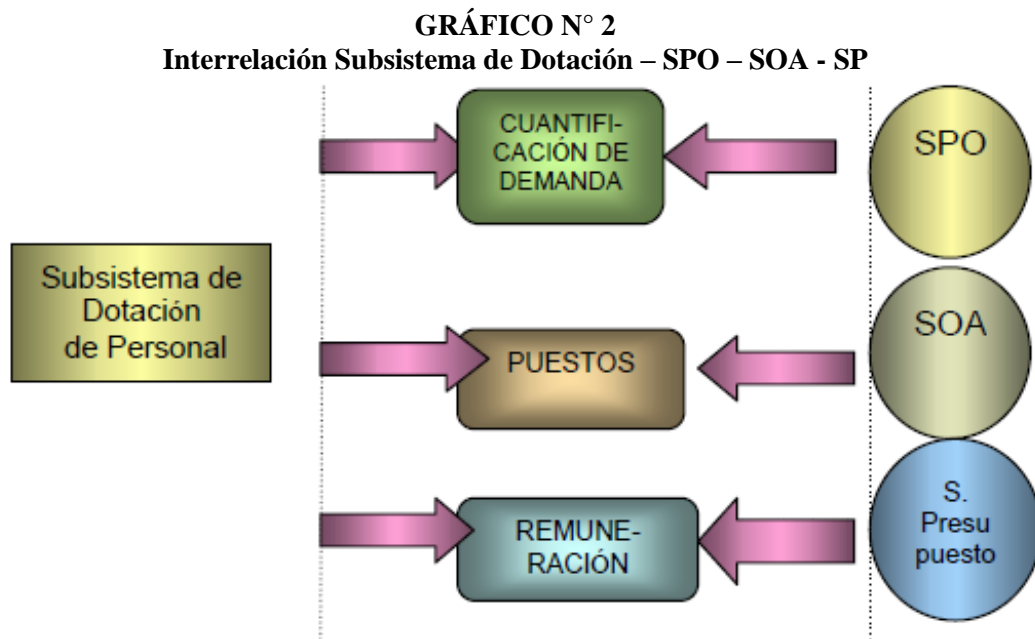 GRÁFICO N° 2
Interrelación Subsistema de Dotación – SPO – SOA - SP
CUANTIFI-
CACIÓN DE
DEMANDA
SPO
Subsistema de
Dotación
de Personal
PUESTOS
SOA
REMUNE-
RACIÓN
S.
Presu
puesto